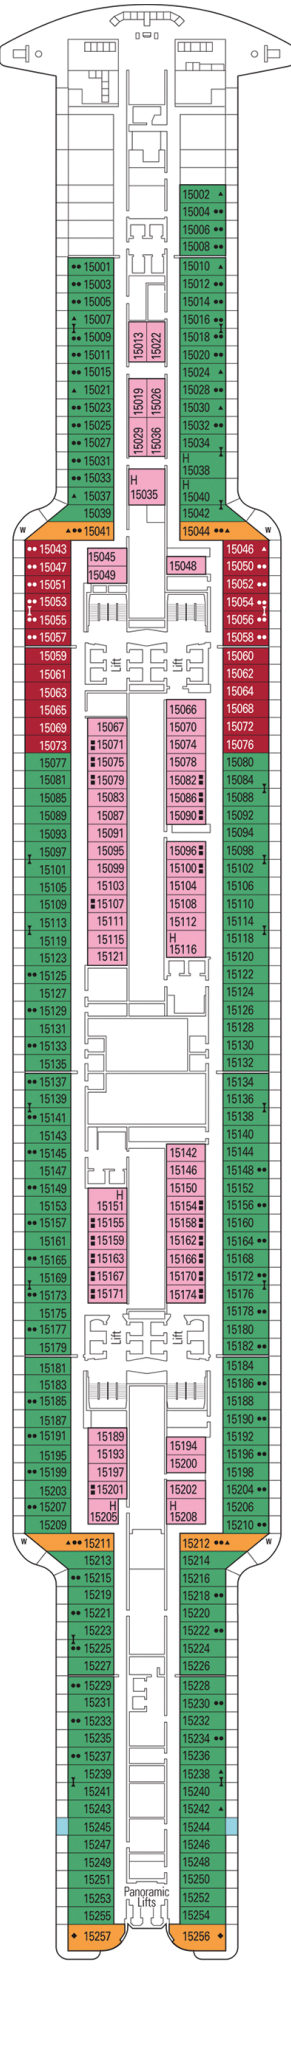 15002 ▲
15004 ●●
15006 ●●
15008 ●●
●● 15001 15010 ▲
●● 15003 15012 ●●
●● 15005 15014 ●●
▲ 15007 15016 ●●
●● 15009 15013 15022 15018 ●●
●● 15011 15020 ●●
●● 15015 15024 ▲
▲ 15021 15019 15026 15028 ●●
●● 15023 15030 ▲
●● 15025 15029 15036 15032 ●●
●● 15027 15034
●● 15031 H 15038
●● 15033 H 15035 H 15040
▲ 15037
15039 15042
W ▲●● 15041 15044 ●●▲ W
●● 15043 15045 15046 ▲
●● 15047 15049 15048 15050 ●●
●● 15051 15052 ●●
●● 15053 15054 ●●
●● 15055 15056 ●●
●● 15057 15058 ●●
15059 Lift Lift 15060
15061 15062
15063 15064
15065 15066 15068
15069 15067 15070 15072
15073 ■■ 15071 15074 15076
15077 ■■ 15075 15078 15080
15081 ■■ 15079 15082 ■■ 15084
15085 15083 15086 ■■ 15088
15089 15087 15090 ■■ 15092
15093 15091 15094
15097 15095 15096 ■■ 15098
15101 15099 15100 ■■ 15102
15105 15103 15104 15106
15109 ■■ 15107 15108 15110
15113 15111 15112 15114
15119 15115 H 15118
15123 15121 15116 15120
●● 15125 15122
15127 15124
●● 15129 15126
15131 15128
●● 15133 15130
15135 15132
●● 15137 15134
15139 15136
●● 15141 15138
15143 15140
●● 15145 15142 15144
15147 15146 15148 ●●
●● 15149 H 15150 15152
15153 15151 15154 ■■ 15156 ●●
●● 15157 ■■ 15155 15158 ■■ 15160
15161 ■■ 15159 15162 ■■ 15164 ●●
●● 15165 ■■ 15163 15166 ■■ 15168
15169 ■■ 15167 15170 ■■ 15172 ●●
●● 15173 ■■ 15171 15174 ■■ 15176
15175 15178 ●●
●● 15177 Lift Lift 15180
15179 15182 ●●
15181 15184
15183 15186 ●●
●● 15185 15188
15187 15190 ●●
●● 15191 15189 15194 15192
15195 15193 15200 15196 ●●
●● 15199 15197 15198
15203 ■■ 15201 15202 15204 ●●
●● 15207 H H 15206
15209 15205 15208 15210 ●●
W ▲●● 15211 15212 ●●▲ W
15213 15214
●● 15215 15216
15219 15218 ●●
●● 15221 15220
15223 15222 ●●
●● 15225 15224
15227 15226
●● 15229 15228
15231 15230 ●●
●● 15233 15232
15235 15234 ●●
●● 15237 15236
15239 15238 ▲
15241 15240
15243 15242 ▲
15245 15244
15247 15246
15249 15248
15251 15250
15253 Panoramic 15252
15255 Lifts 15254
◆ 15257 15256 ◆